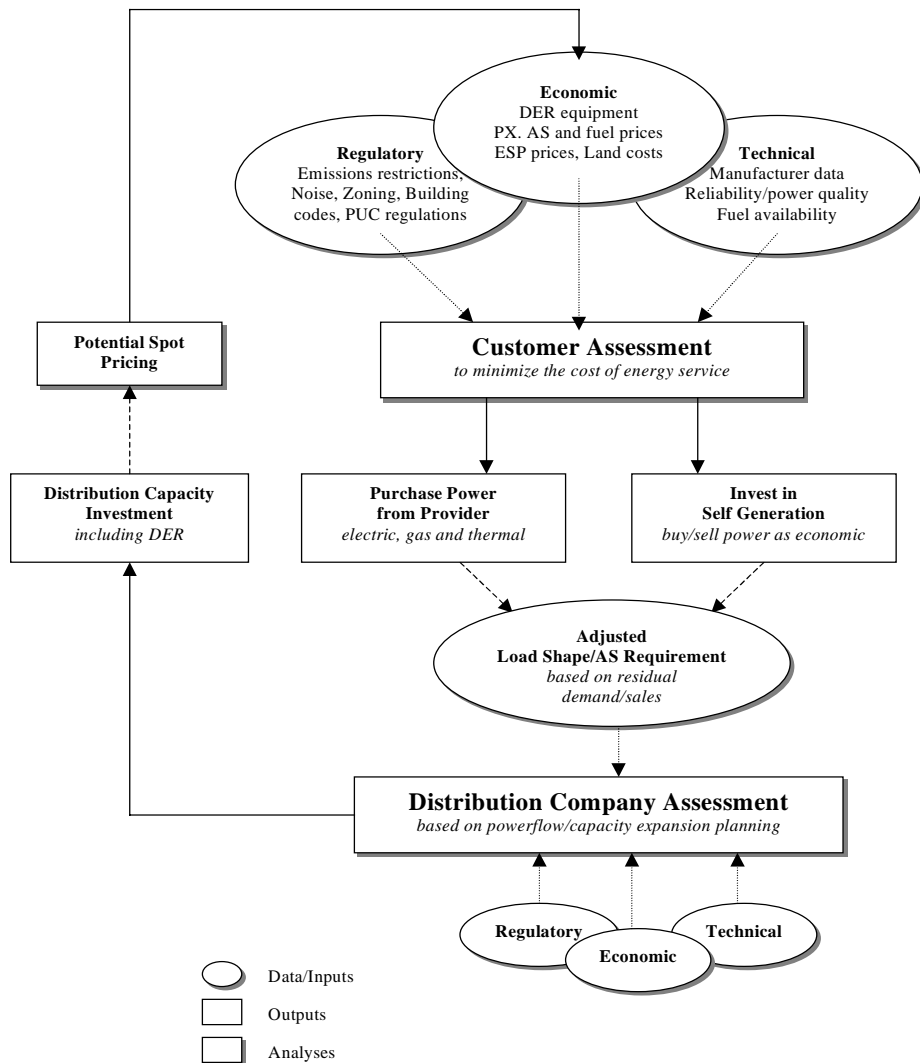 Economic
DER equipment
PX. AS and fuel prices
ESP prices, Land costs
Regulatory
Emissions restrictions,
Noise, Zoning, Building
codes, PUC regulations
Technical
Manufacturer data
Reliability/power quality
Fuel availability
Potential Spot
Pricing
Customer Assessment
to minimize the cost of energy service
Distribution Capacity
Investment
including DER
Purchase Power
from Provider
electric, gas and thermal
Invest in
Self Generation
buy/sell power as economic
Adjusted
Load Shape/AS Requirement
based on residual
demand/sales
Distribution Company Assessment
based on powerflow/capacity expansion planning
Regulatory
Economic
Technical
Data/Inputs
Outputs
Analyses